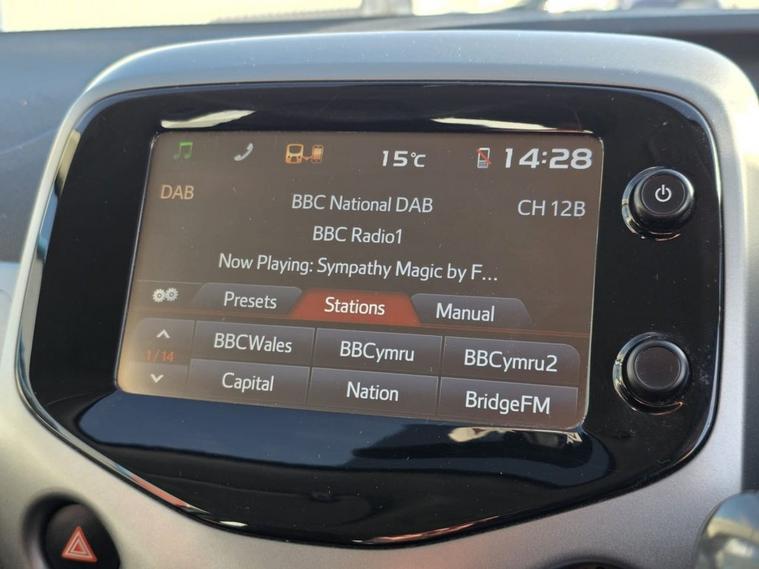 15°C 14:28
DAB BBC National DAB CH 12B
BBC Radio1
Now Playing: Sympathy Magic by F...
Presets Stations Manual
BBCWales BBCymru BBCymru2
1/14
Capital Nation BridgeFM